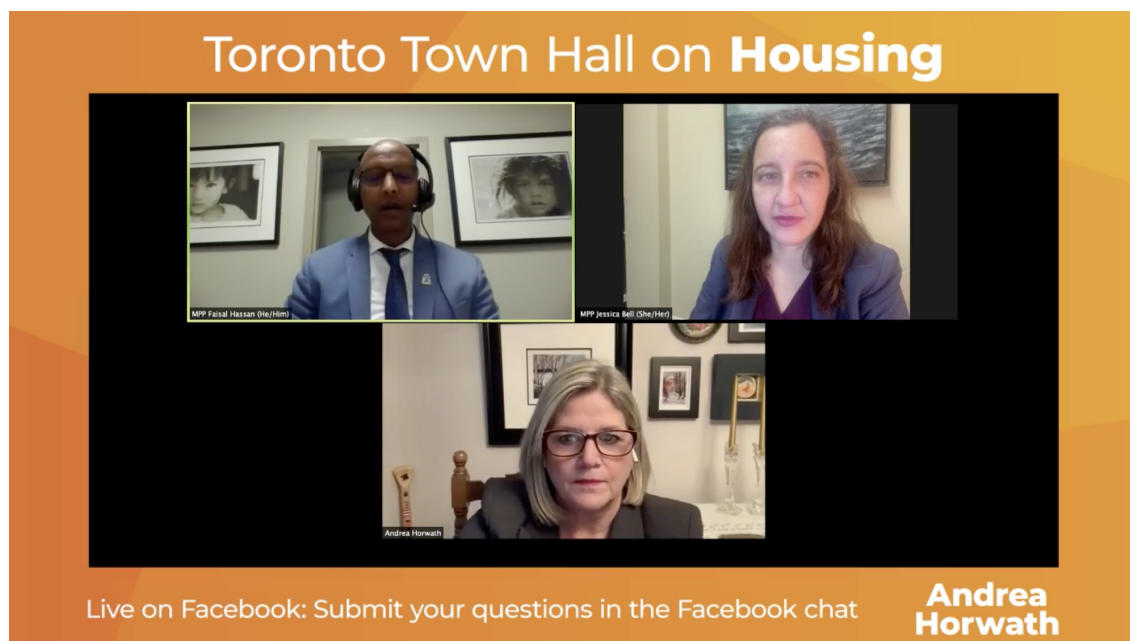 Toronto Town Hall on Housing
MPP Faisal Hassan (He/Him)
MPP Jessica Bell (She/Her)
Andrea Horwath
Live on Facebook: Submit your questions in the Facebook chat
Andrea
Horwath